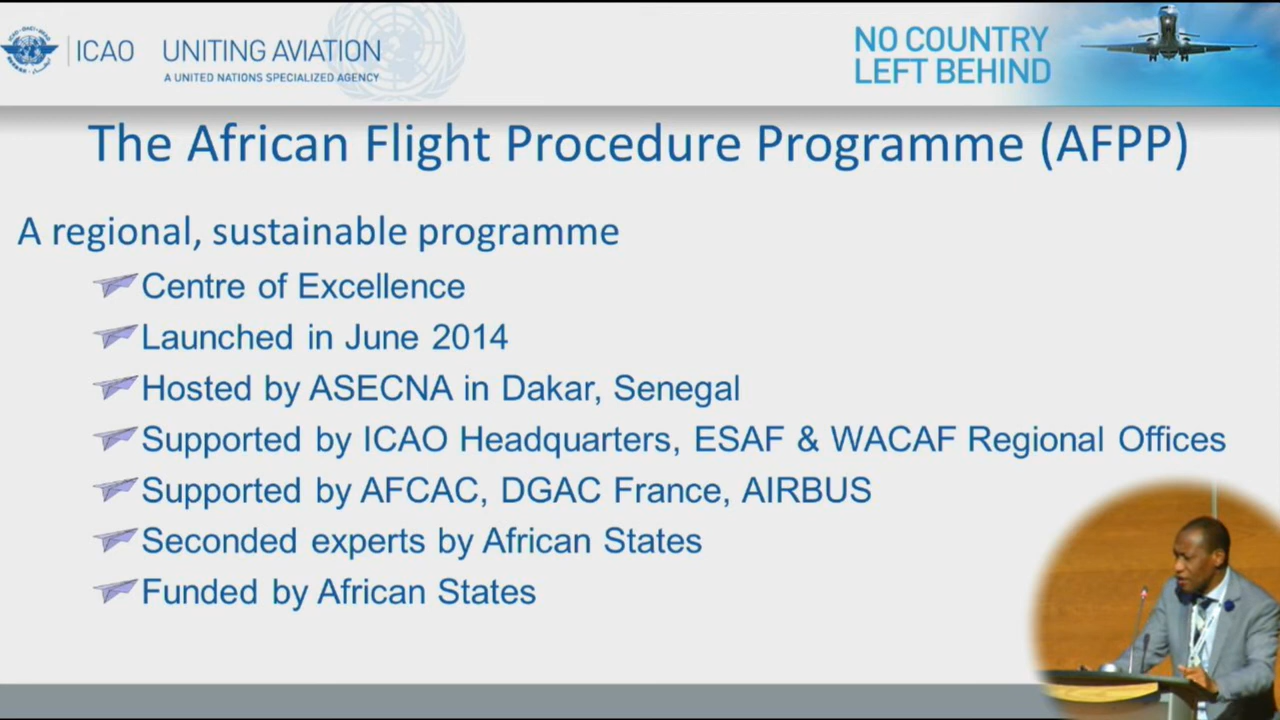 ICAO
UNITING AVIATION
A UNITED NATIONS SPECIALIZED AGENCY
NO COUNTRY
LEFT BEHIND
The African Flight Procedure Programme (AFPP)
A regional, sustainable programme
Centre of Excellence
Launched in June 2014
Hosted by ASECNA in Dakar, Senegal
Supported by ICAO Headquarters, ESAF & WACAF Regional Offices
Supported by AFCAC, DGAC France, AIRBUS
Seconded experts by African States
Funded by African States